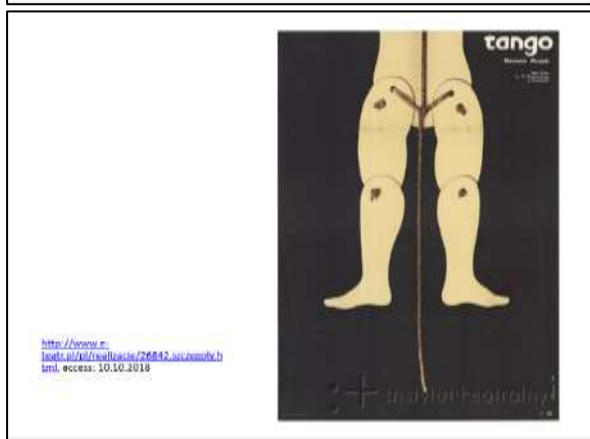 tango
http://www.e-
teatr.pl/pl/realizacje/26842,szczegoly.h
tml, access: 10.10.2018
instytut teatralny